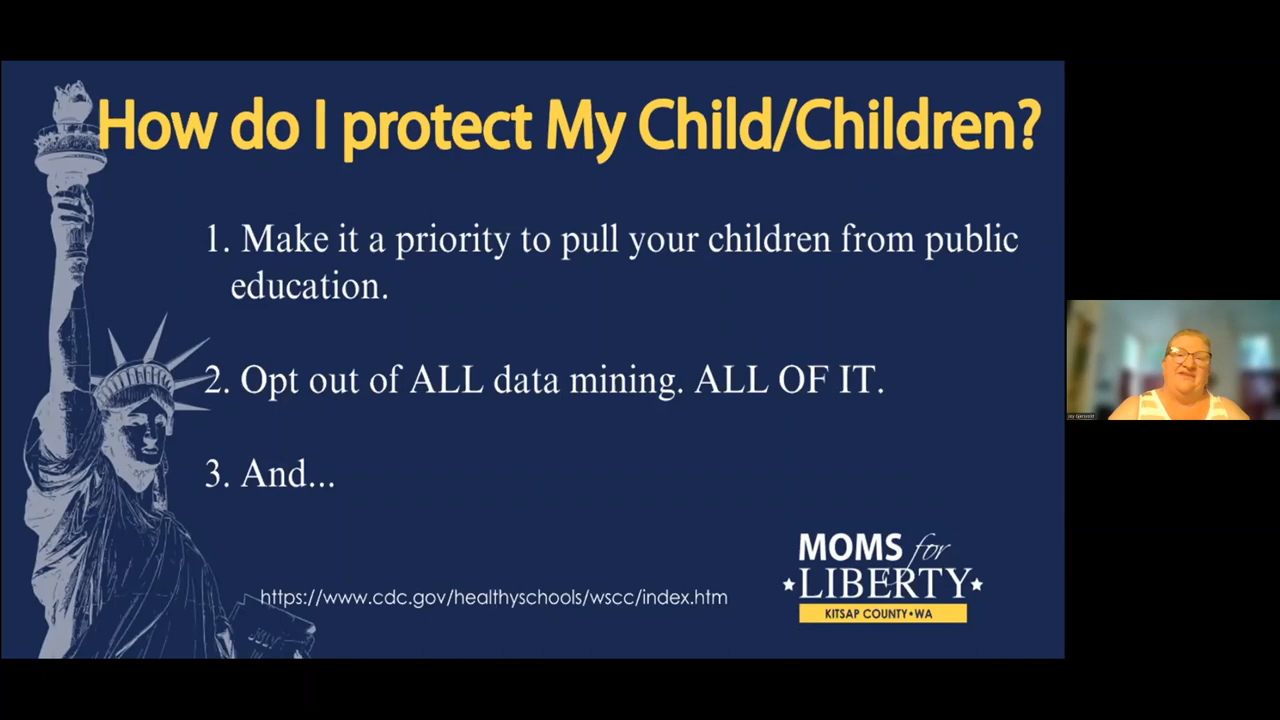 How do I protect My Child/Children?
1. Make it a priority to pull your children from public
education.
2. Opt out of ALL data mining. ALL OF IT.
3. And...
https://www.cdc.gov/healthyschools/wscc/index.htm
MOMS for
LIBERTY
KITSAP COUNTY•WA